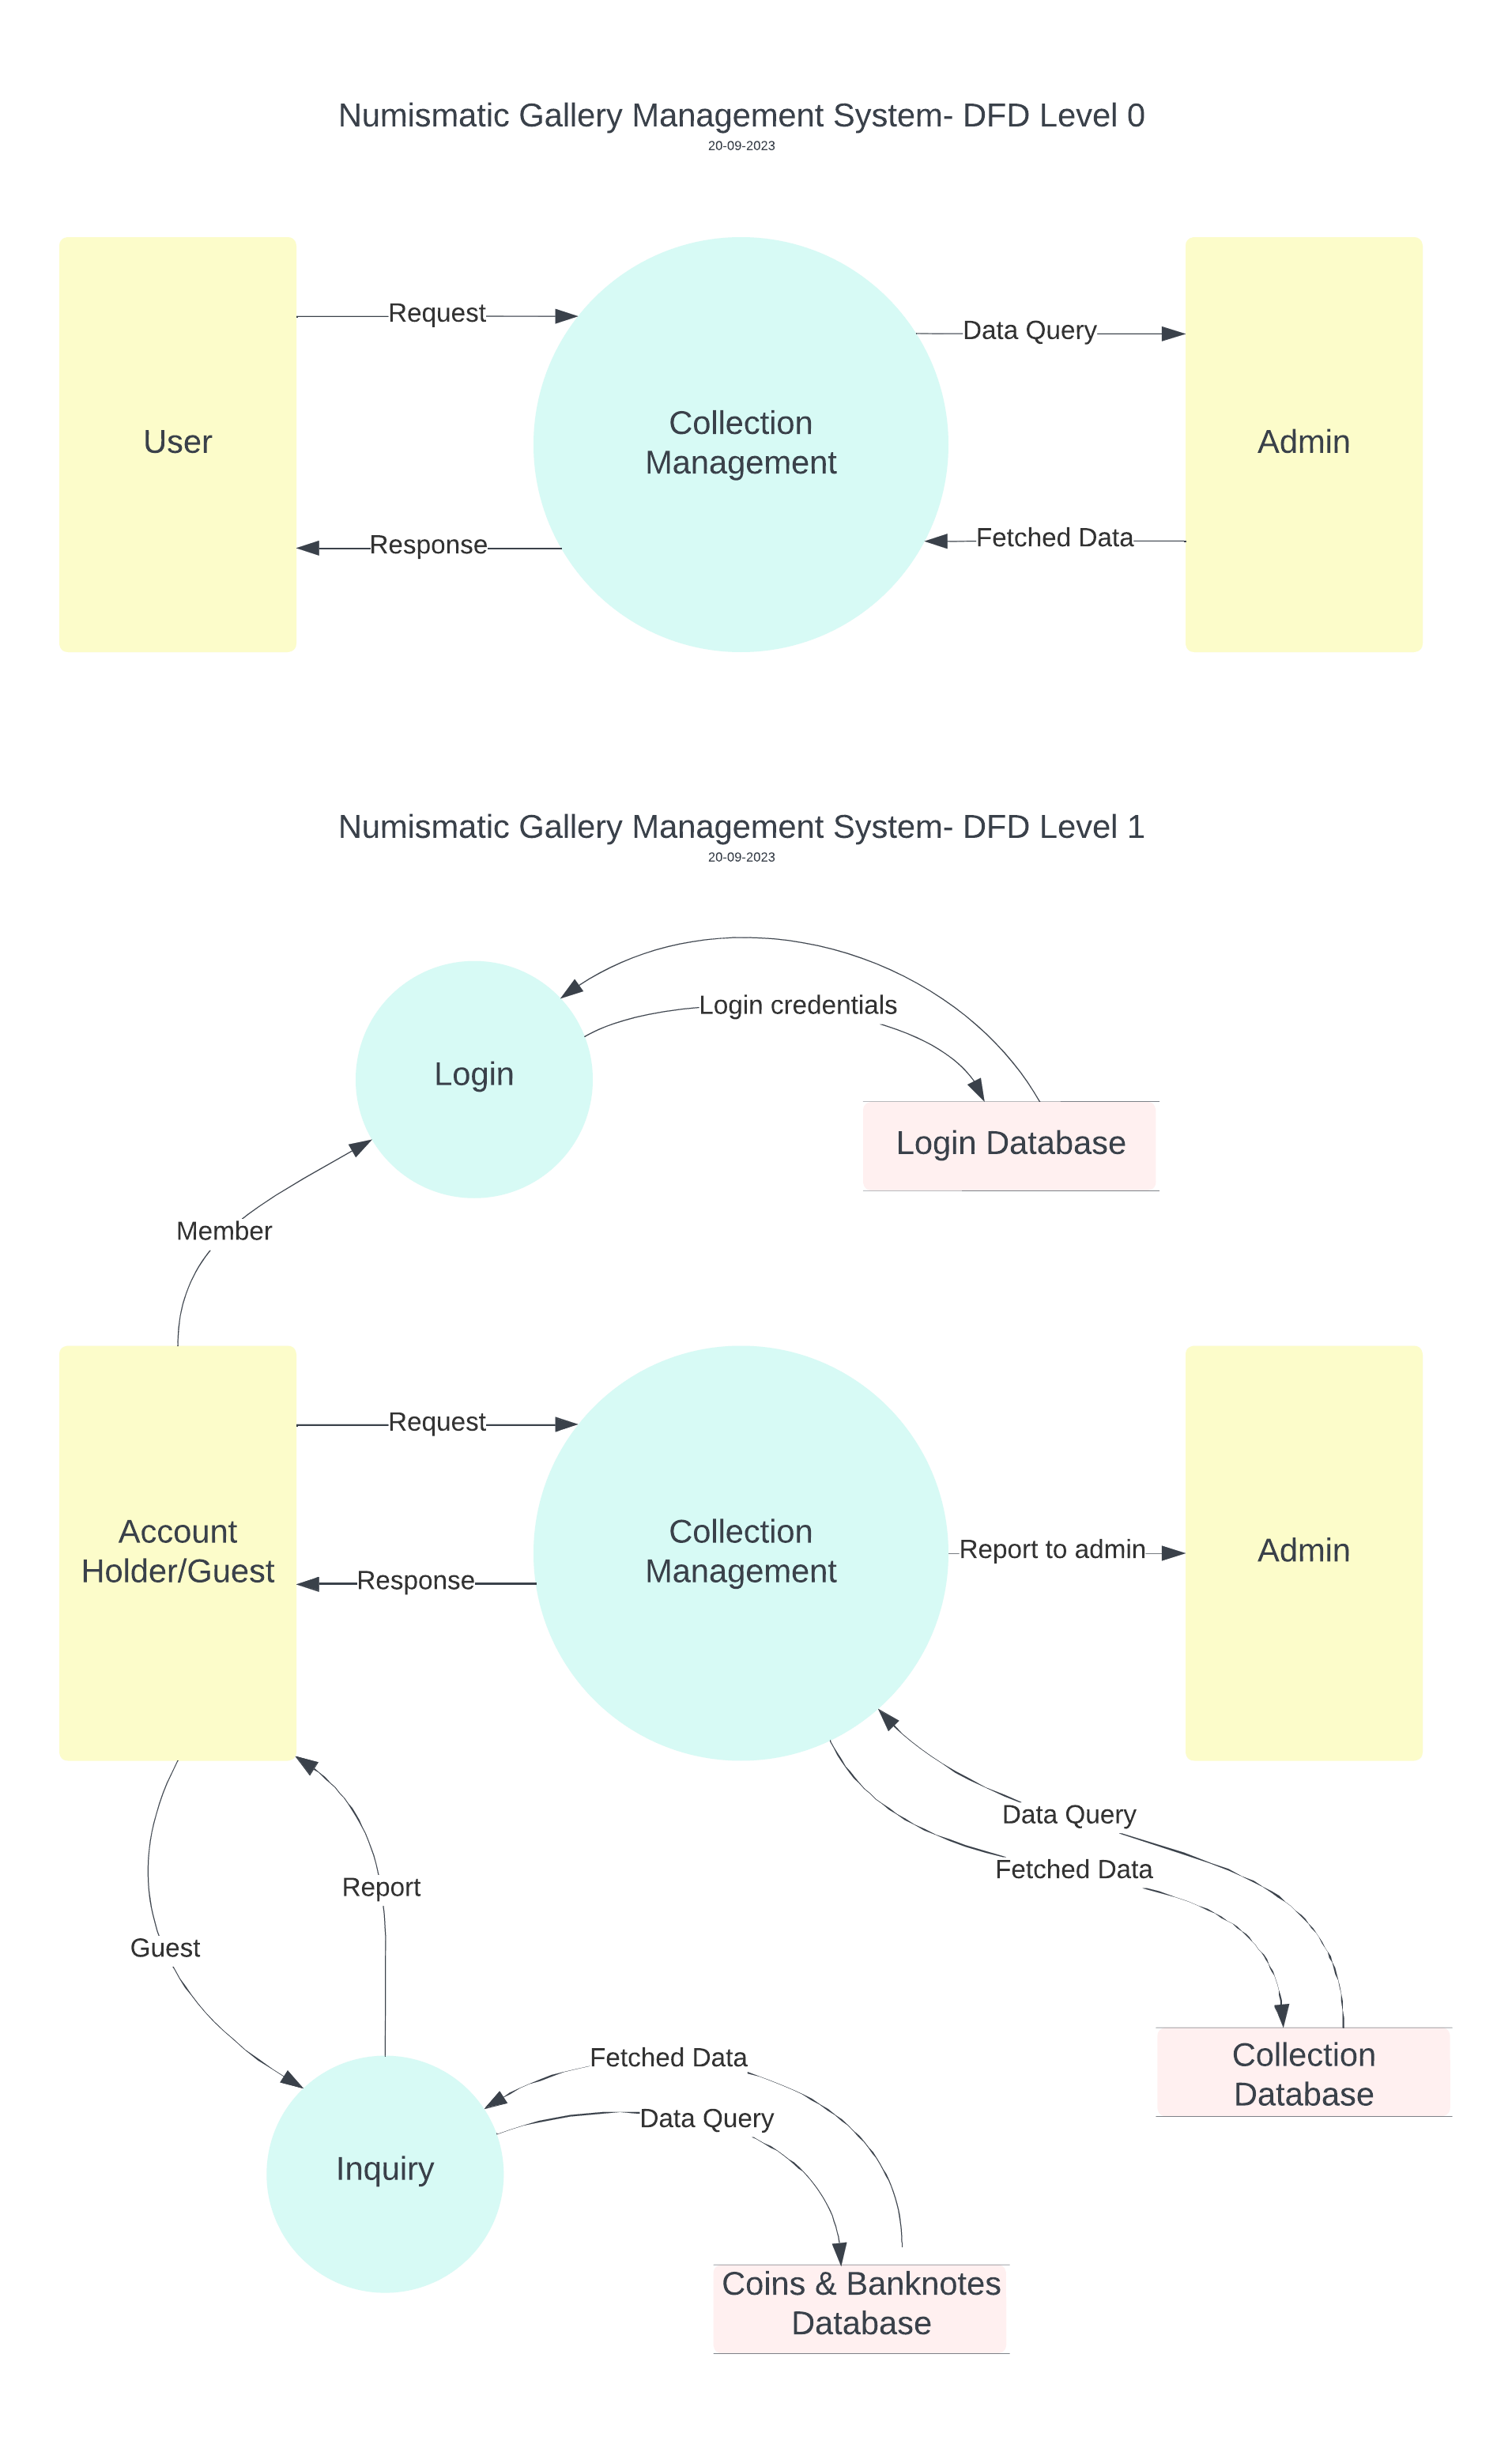 Numismatic Gallery Management System- DFD Level 0
20-09-2023
Request
Data Query
User
Collection
Management
Admin
Response
Fetched Data
Numismatic Gallery Management System- DFD Level 1
20-09-2023
Login credentials
Login
Login Database
Member
Request
Account
Holder/Guest
Collection
Management
Report to admin
Admin
Response
Data Query
Fetched Data
Report
Guest
Collection
Database
Fetched Data
Data Query
Inquiry
Coins & Banknotes
Database